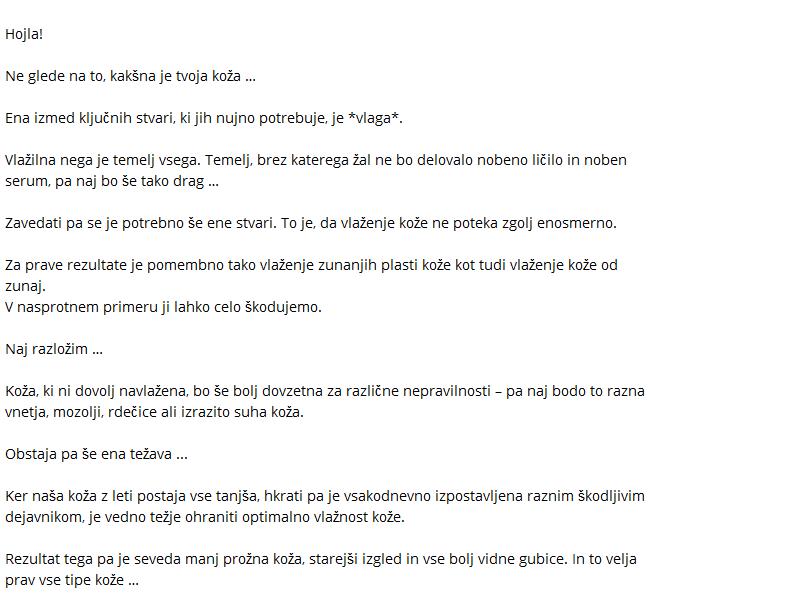 Hojla!
Ne glede na to, kakšna je tvoja koža ...
Ena izmed ključnih stvari, ki jih nujno potrebuje, je *vlaga*.
Vlažilna nega je temelj vsega. Temelj, brez katerega žal ne bo delovalo nobeno ličilo in noben
serum, pa naj bo še tako drag ...
Zavedati pa se je potrebno še ene stvari. To je, da vlaženje kože ne poteka zgolj enosmerno.
Za prave rezultate je pomembno tako vlaženje zunanjih plasti kože kot tudi vlaženje kože od
zunaj.
V nasprotnem primeru ji lahko celo škodujemo.
Naj razložim ...
Koža, ki ni dovolj navlažena, bo še bolj dovzetna za različne nepravilnosti – pa naj bodo to razna
vnetja, mozolji, rdečice ali izrazito suha koža.
Obstaja pa še ena težava ...
Ker naša koža z leti postaja vse tanjša, hkrati pa je vsakodnevno izpostavljena raznim škodljivim
dejavnikom, je vedno težje ohraniti optimalno vlažnost kože.
Rezultat tega pa je seveda manj prožna koža, starejši izgled in vse bolj vidne gubice. In to velja
prav vse tipe kože ...